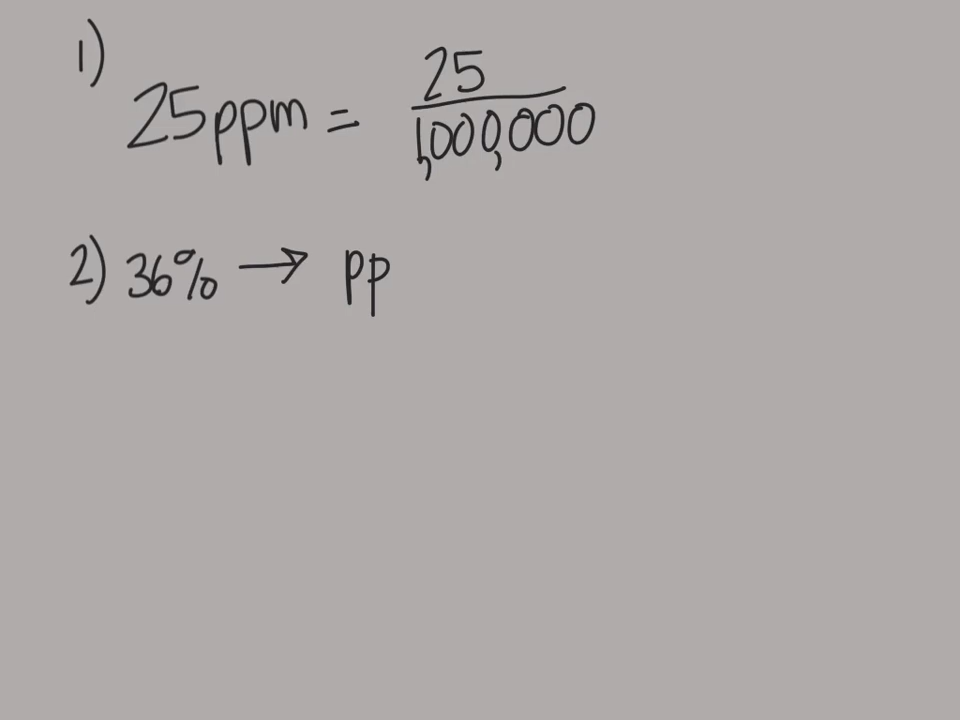 1)
25ppm = 25/1,000,000
2) 36% → pp